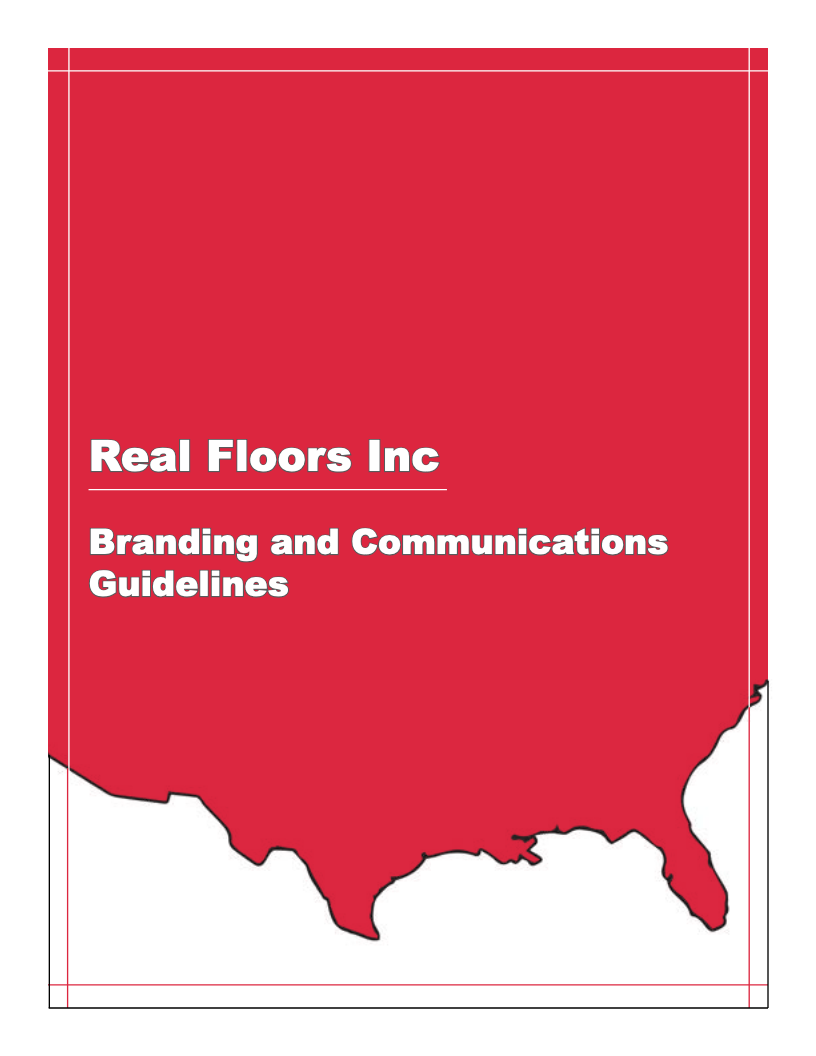 Real Floors Inc
Branding and Communications
Guidelines